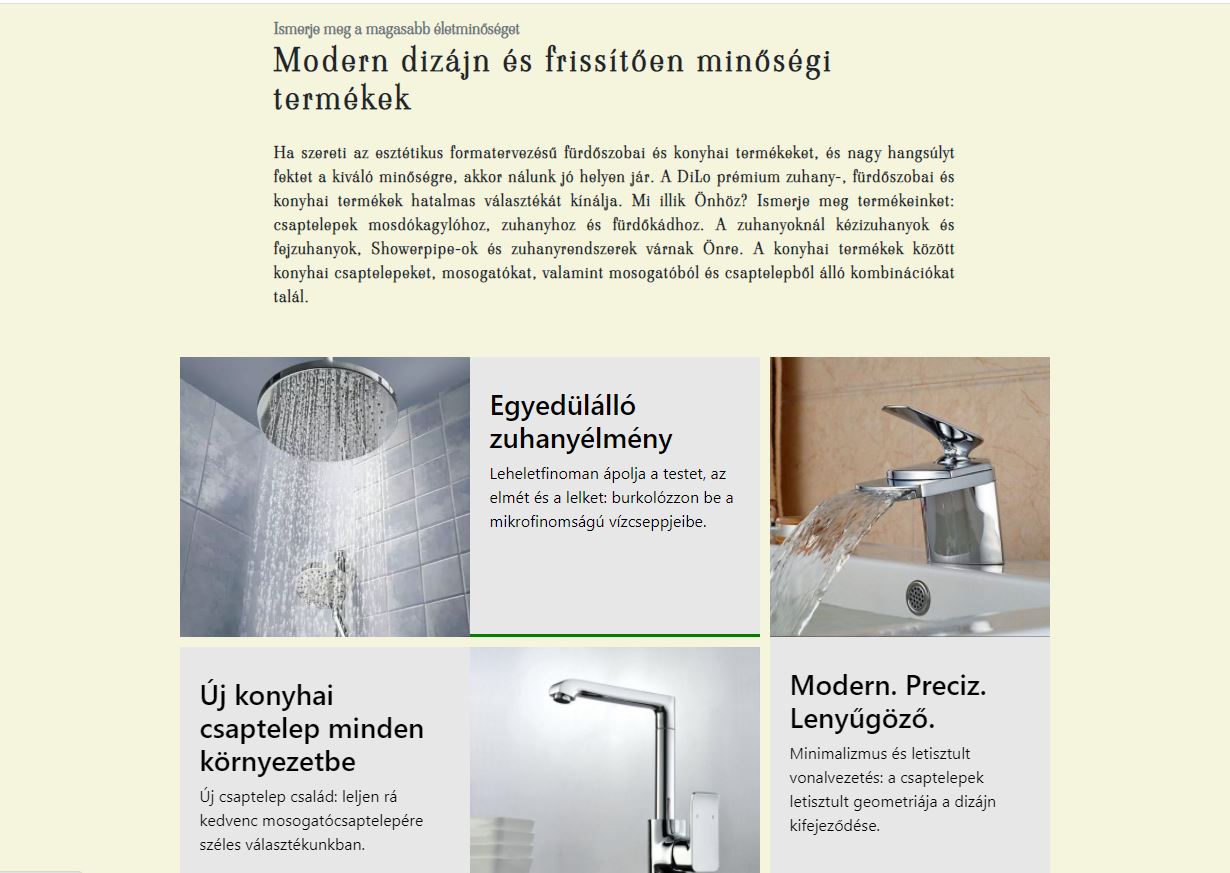 Ismerje meg a magasabb életminőséget
Modern dizájn és frissítően minőségi
termékek
Ha szereti az esztétikus formatervezésű fürdőszobai és konyhai termékeket, és nagy hangsúlyt
fektet a kiváló minőségre, akkor nálunk jó helyen jár. A DiLo prémium zuhany-, fürdőszobai és
konyhai termékek hatalmas választékát kínálja. Mi illik Önhöz? Ismerje meg termékeinket:
csaptelepek mosdókagylóhoz, zuhanyhoz és fürdőkádhoz. A zuhanyoknál kézizuhanyok és
fejzuhanyok, Showerpipe-ok és zuhanyrendszerek várnak Önre. A konyhai termékek között
konyhai csaptelepeket, mosogatókat, valamint mosogatóból és csaptelepből álló kombinációkat
talál.
Egyedülálló
zuhanyélmény
Leheletfinoman ápolja a testet, az
elmét és a lelket: burkolózzon be a
mikrofinomságú vízcseppjeibe.
Új konyhai
csaptelep minden
környezetbe
Új csaptelep család: leljen rá
kedvenc mosogatócsaptelepére
széles választékunkban.
Modern. Preciz.
Lenyűgöző.
Minimalizmus és letisztult
vonalvezetés: a csaptelepek
letisztult geometriája a dizájn
kifejeződése.